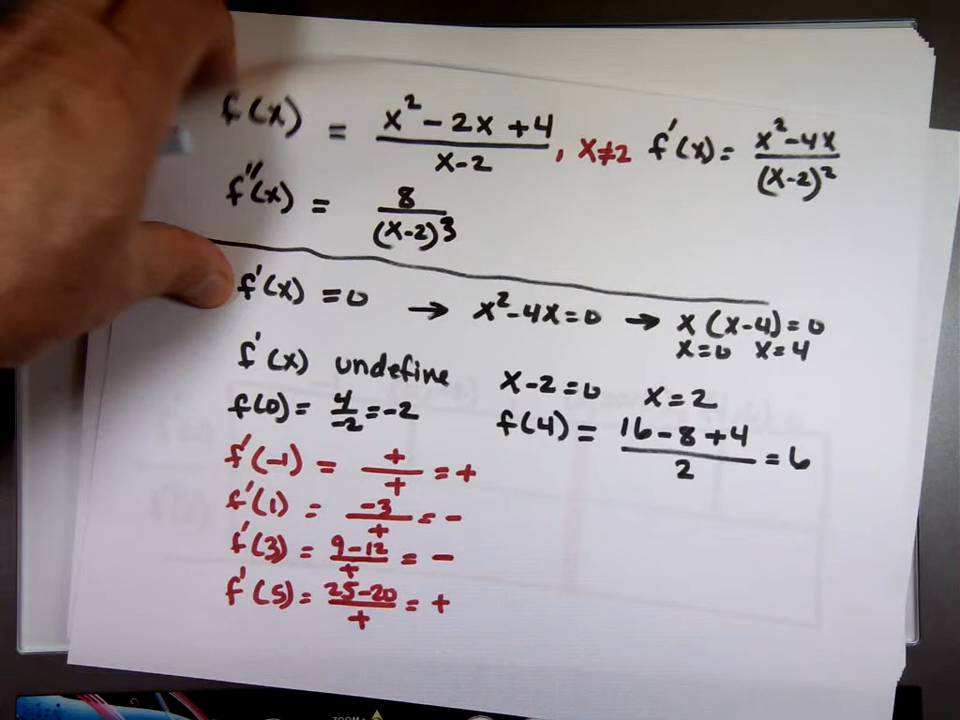 f(x) = (x² - 2x + 4)/(x-2), x≠2 f'(x) = (x²-4x)/(x-2)²
f''(x) = 8/(x-2)³
f'(x) = 0 → x²-4x=0 → x(x-4)=0
x=0 x=4
f'(x) undefine x-2=0 x=2
f(0) = 4/-2 = -2 f(4) = (16-8+4)/2 = 6
f'(-1) = +/+ = +
f'(1) = -3/+ = -
f'(3) = (9-12)/+ = -
f'(5) = (25-20)/+ = +